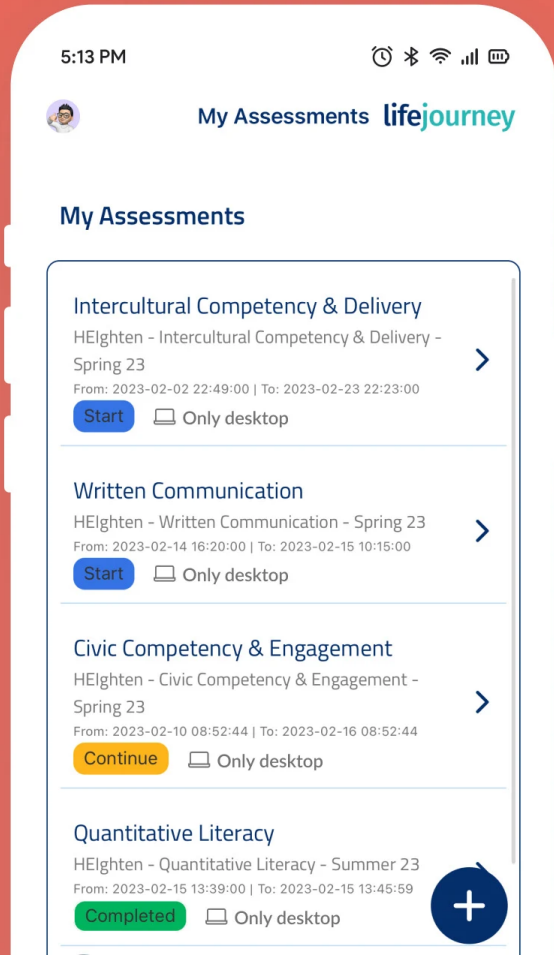 5:13 PM
My Assessments lifejourney
My Assessments
Intercultural Competency & Delivery
HEIghten - Intercultural Competency & Delivery -
Spring 23
From: 2023-02-02 22:49:00 | To: 2023-02-23 22:23:00
Start Only desktop
Written Communication
HEIghten - Written Communication - Spring 23
From: 2023-02-14 16:20:00 | To: 2023-02-15 10:15:00
Start Only desktop
Civic Competency & Engagement
HEIghten - Civic Competency & Engagement -
Spring 23
From: 2023-02-10 08:52:44 | To: 2023-02-16 08:52:44
Continue Only desktop
Quantitative Literacy
HEIghten - Quantitative Literacy - Summer 23
From: 2023-02-15 13:39:00 | To: 2023-02-15 13:45:59
Completed Only desktop